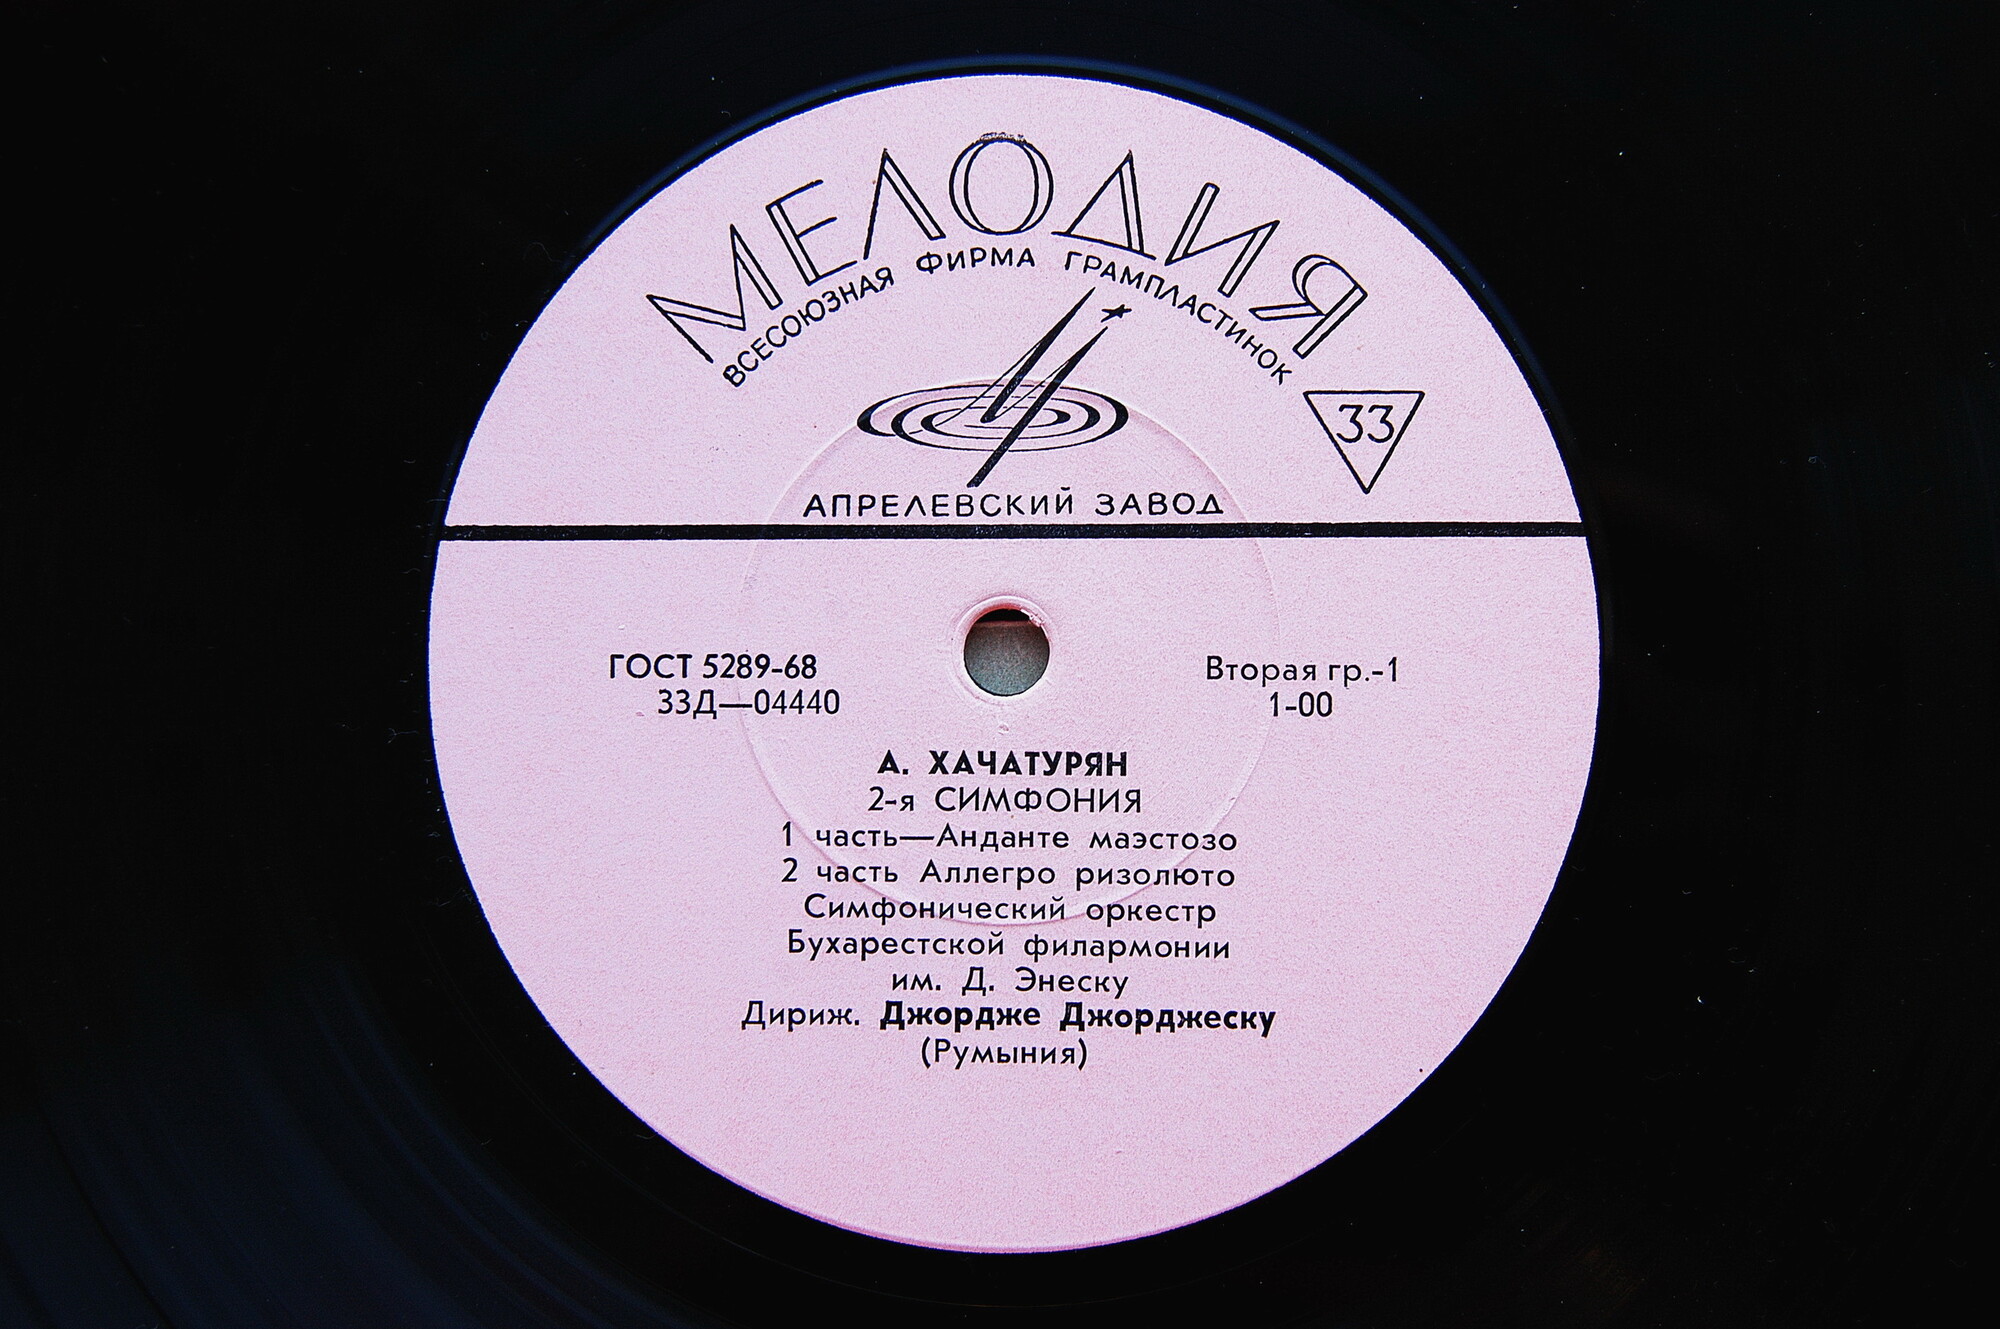 МЕЛОДИЯ
ВСЕСОЮЗНАЯ ФИРМА ГРАМПЛАСТИНОК
33
АПРЕЛЕВСКИЙ ЗАВОД
ГОСТ 5289-68
33Д—04440
Вторая гр.-1
1-00
А. ХАЧАТУРЯН
2-я СИМФОНИЯ
1 часть—Анданте маэстозо
2 часть Аллегро ризолюто
Симфонический оркестр
Бухарестской филармонии
им. Д. Энеску
Дириж. Джордже Джорджеску
(Румыния)